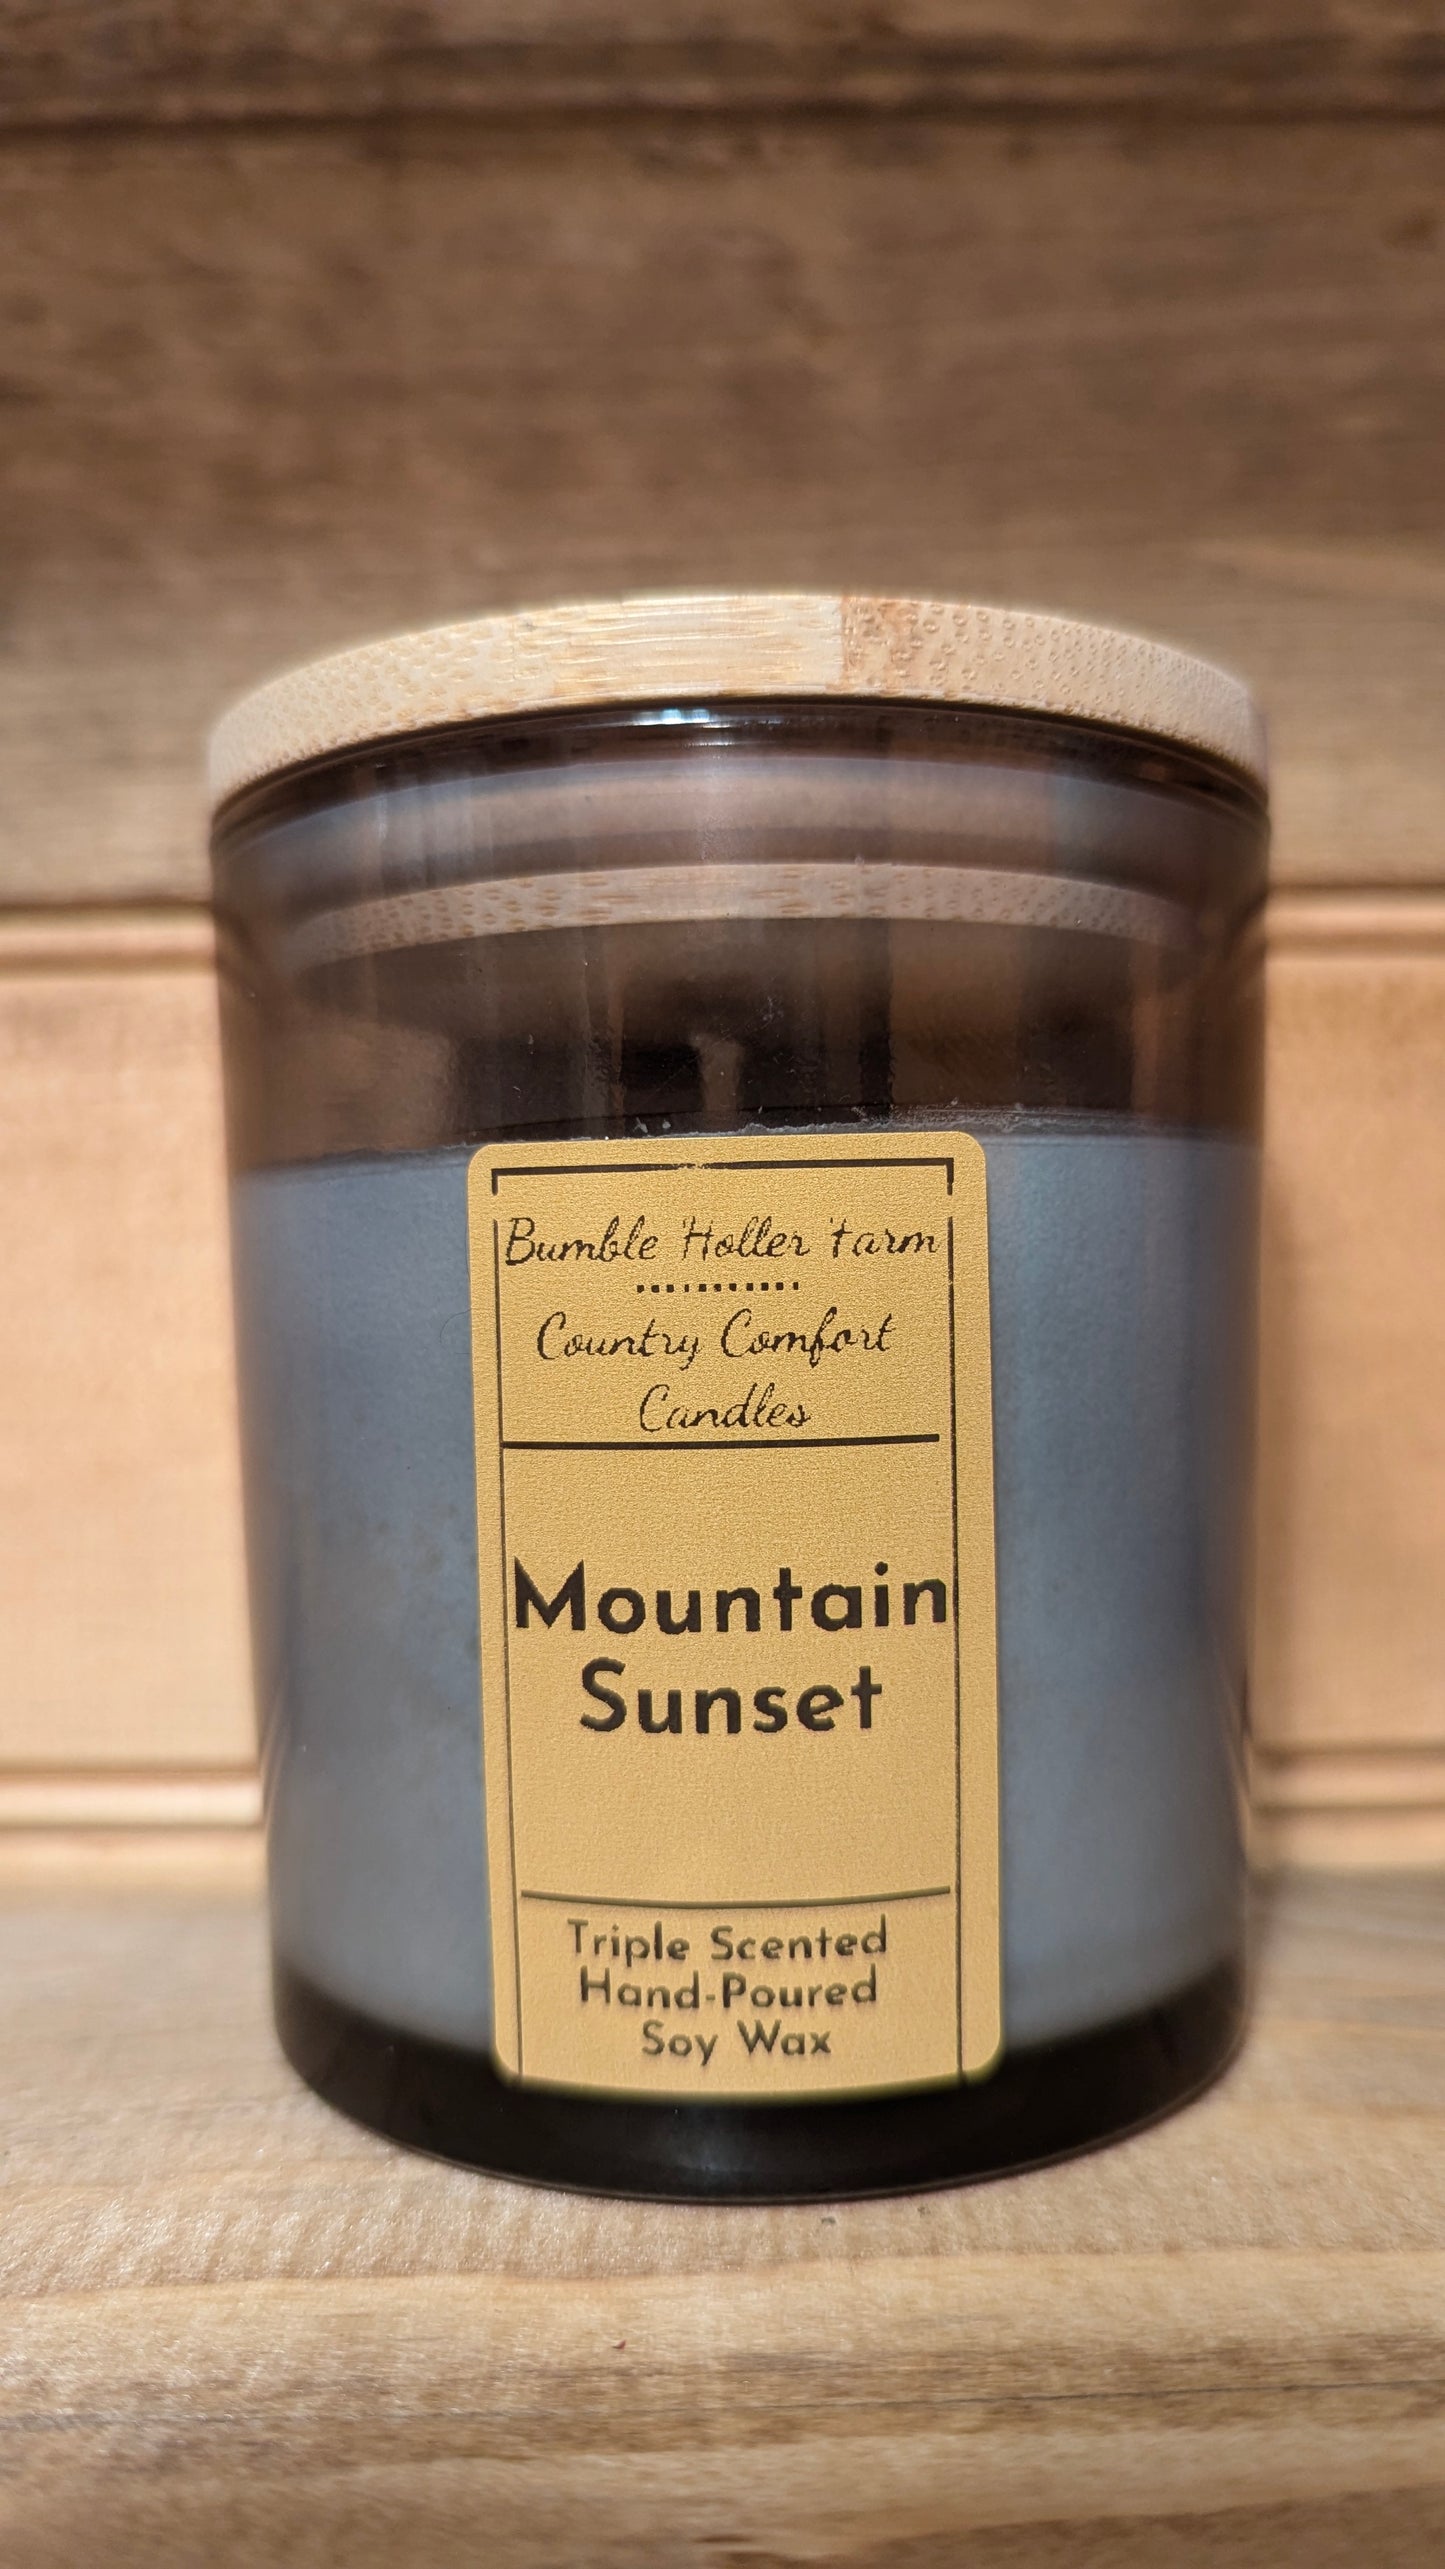 Bumble Holler Farm
Country Comfort
Candles
Mountain
Sunset
Triple Scented
Hand-Poured
Soy Wax